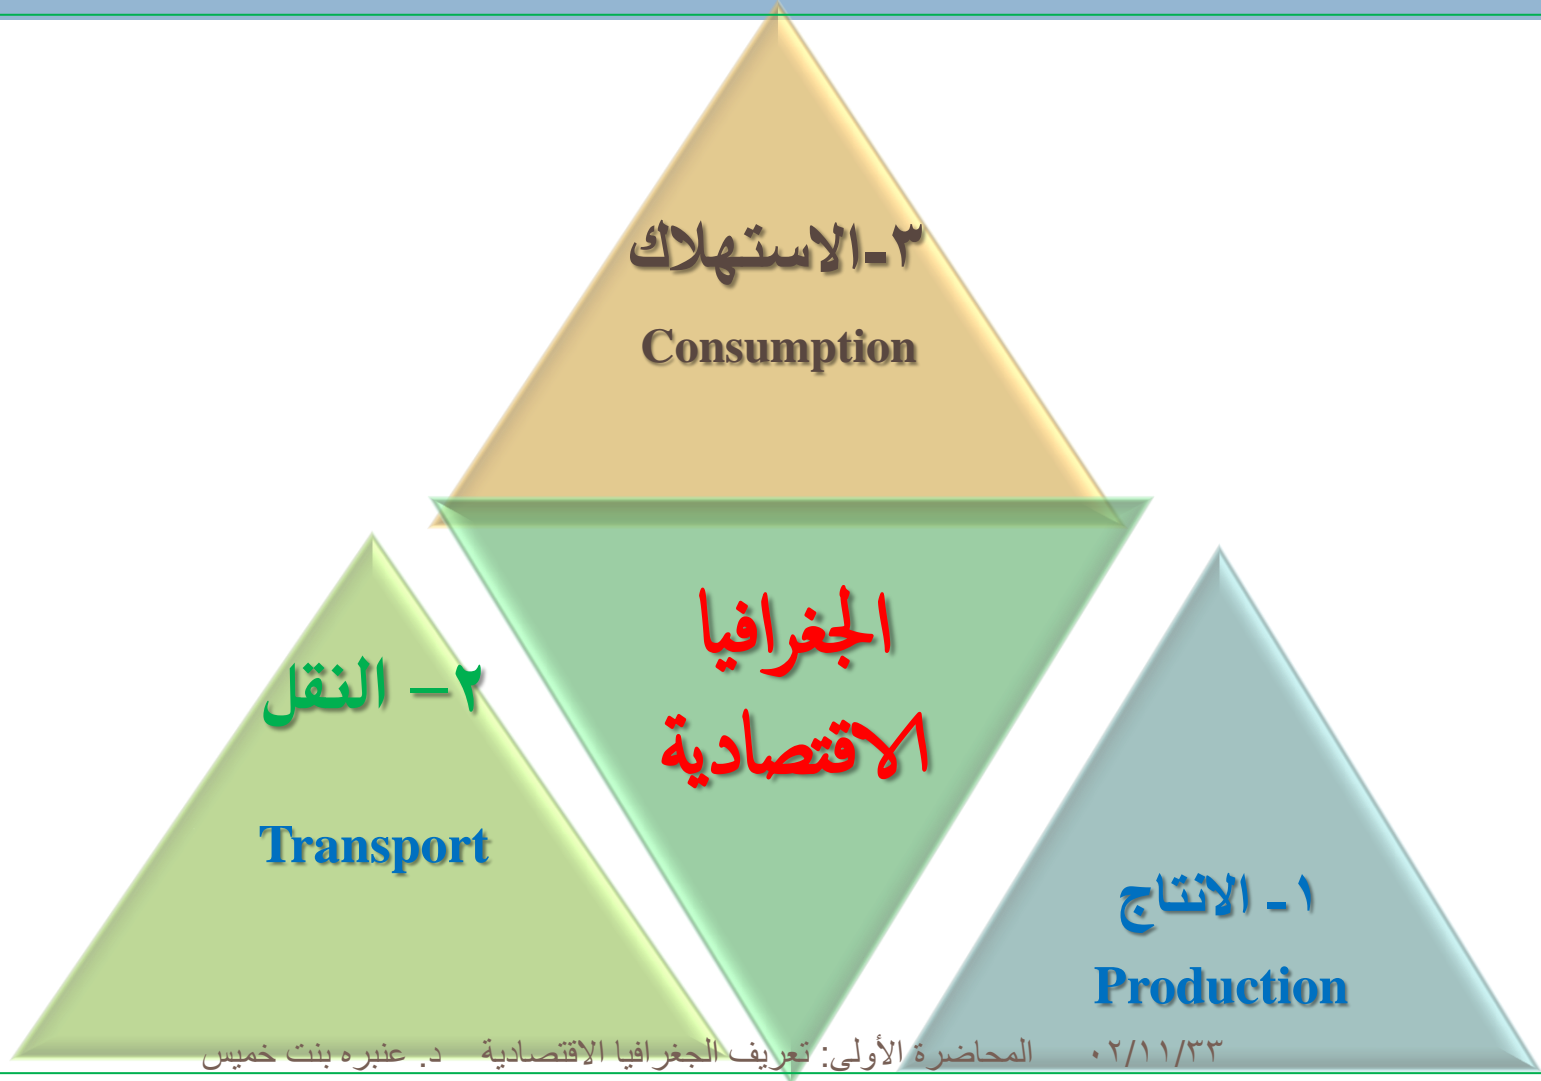 ٣-الاستهلاك
Consumption
الجغرافيا
الاقتصادية
٢– النقل
Transport
١- الانتاج
Production
٠٢/١١/٣٣ المحاضرة الأولى: تعريف الجغرافيا الاقتصادية د. عنبره بنت خميس